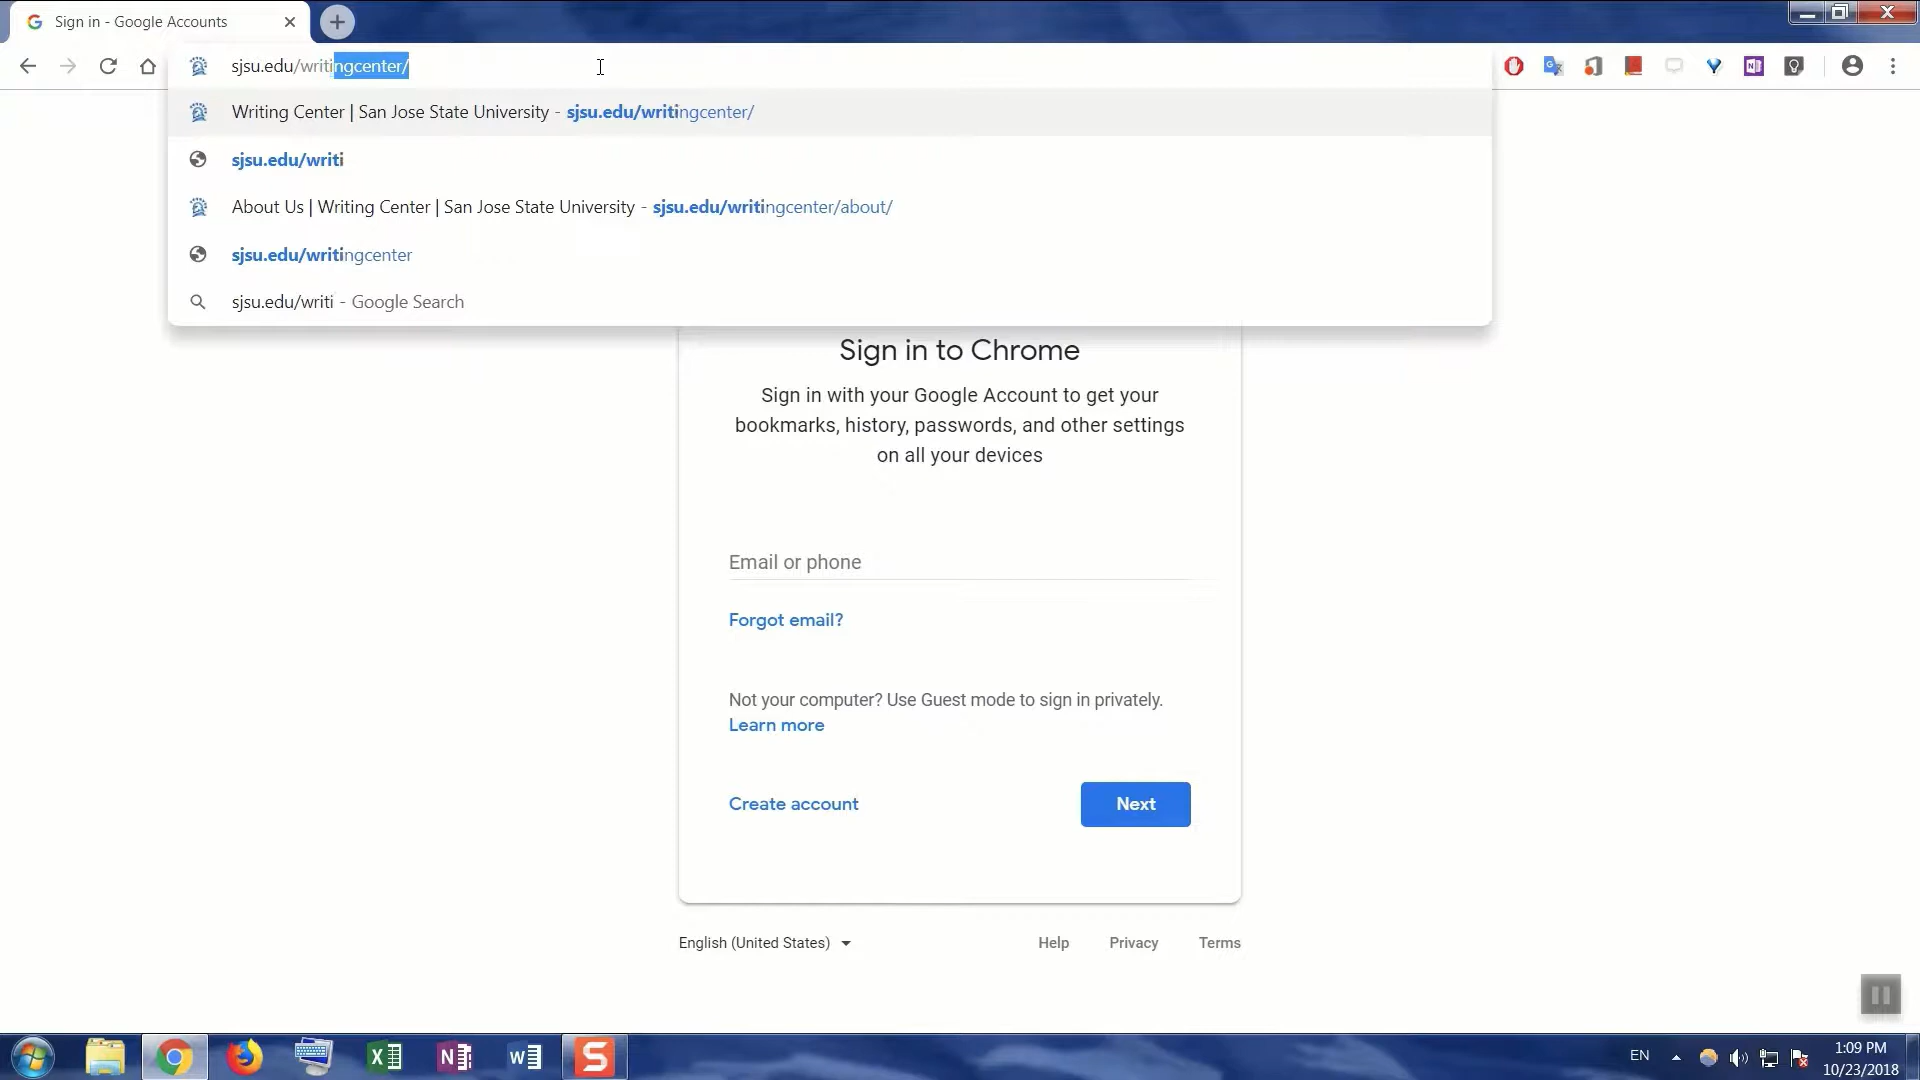 Sign in - Google Accounts
sjsu.edu/writingcenter/
Writing Center | San Jose State University - sjsu.edu/writingcenter/
sjsu.edu/writi
About Us | Writing Center | San Jose State University - sjsu.edu/writingcenter/about/
sjsu.edu/writingcenter
sjsu.edu/writi - Google Search
Sign in to Chrome
Sign in with your Google Account to get your
bookmarks, history, passwords, and other settings
on all your devices
Email or phone
Forgot email?
Not your computer? Use Guest mode to sign in privately.
Learn more
Create account
Next
English (United States)
Help
Privacy
Terms
EN
1:09 PM
10/23/2018